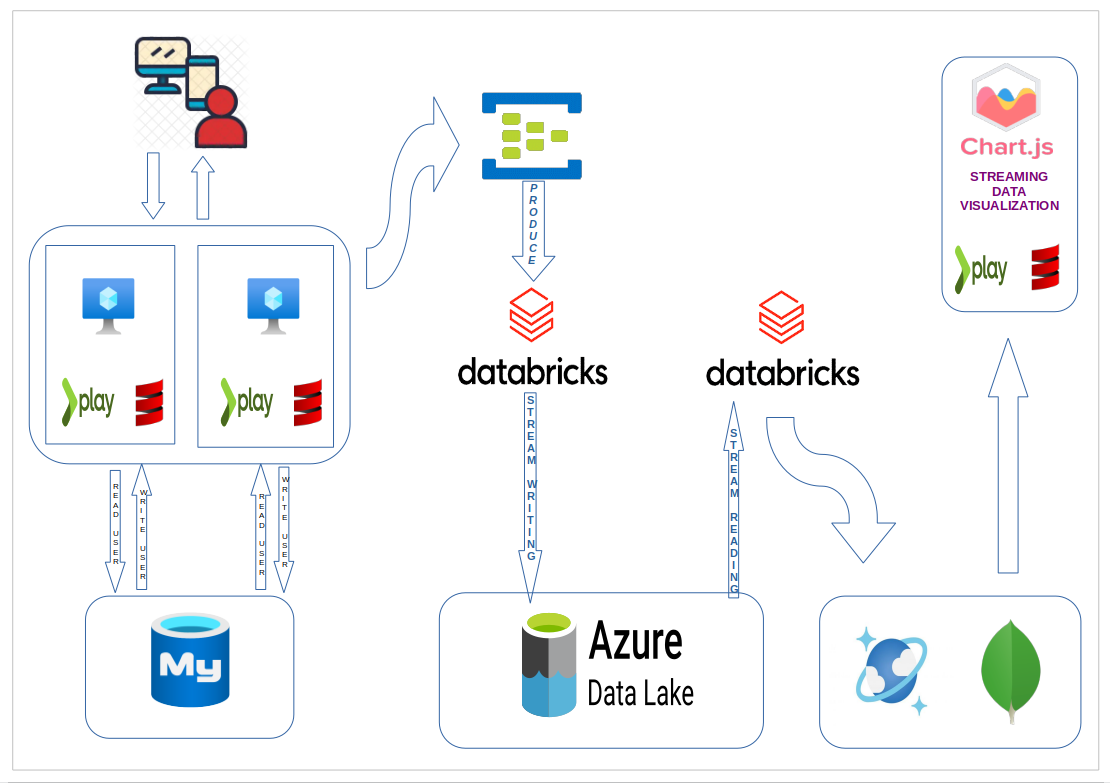 Chart.js
STREAMING
DATA
VISUALIZATION
play
PRODUCE
play
play
databricks
databricks
READ USER
WRITE USER
READ USER
WRITE USER
STREAM WRITING
STREAM READING
My
Azure
Data Lake